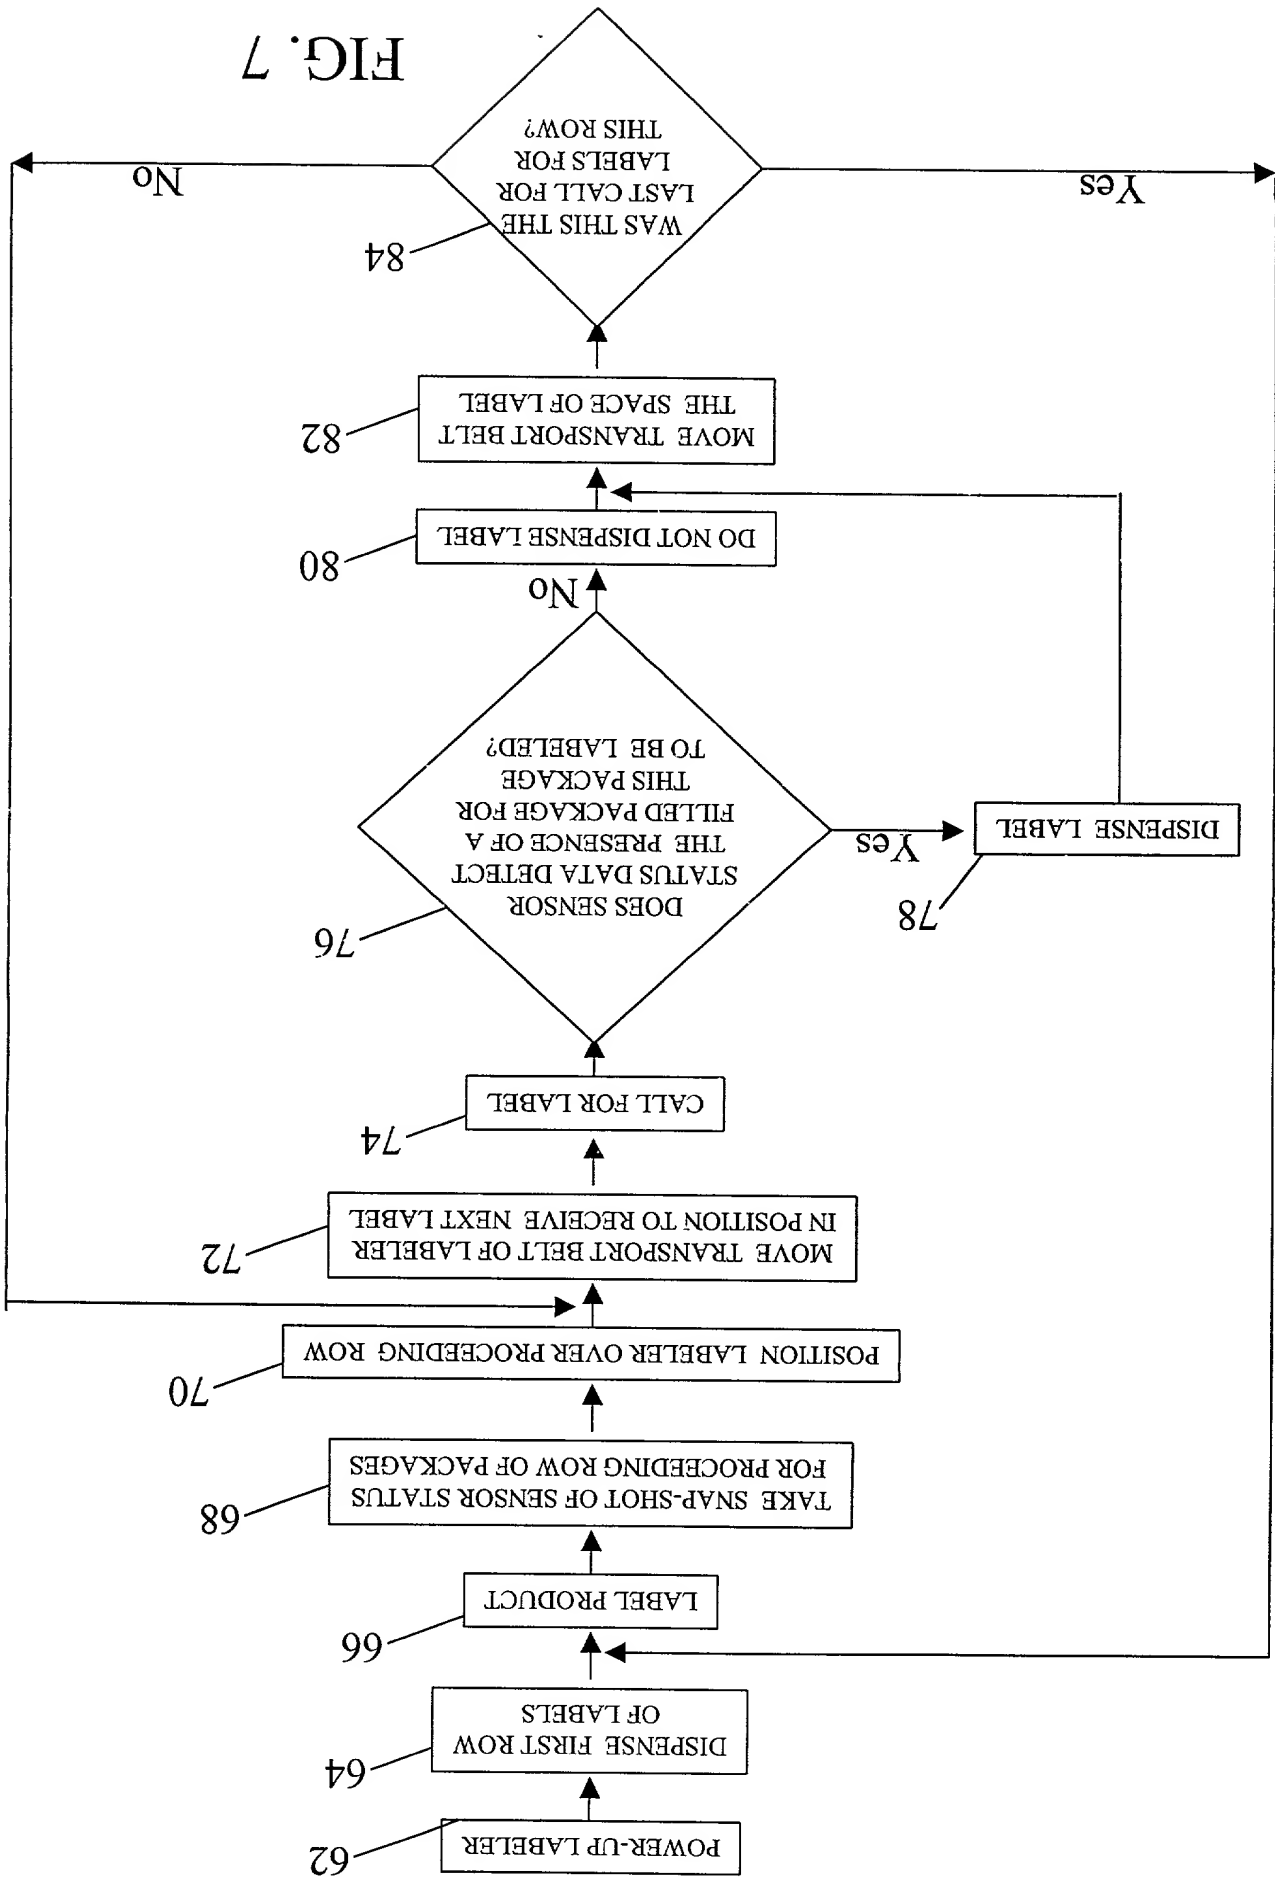 POWER-UP LABELER
62
DISPENSE FIRST ROW
OF LABELS
64
LABEL PRODUCT
66
TAKE SNAP-SHOT OF SENSOR STATUS
FOR PROCEEDING ROW OF PACKAGES
68
POSITION LABELER OVER PROCEEDING ROW
70
MOVE TRANSPORT BELT OF LABELER
IN POSITION TO RECEIVE NEXT LABEL
72
CALL FOR LABEL
74
DOES SENSOR
STATUS DATA DETECT
THE PRESENCE OF A
FILLED PACKAGE FOR
THIS PACKAGE
TO BE LABELED?
76
Yes
DISPENSE LABEL
78
No
DO NOT DISPENSE LABEL
80
MOVE TRANSPORT BELT
THE SPACE OF LABEL
82
WAS THIS THE
LAST CALL FOR
LABELS FOR
THIS ROW?
84
Yes
No
FIG. 7